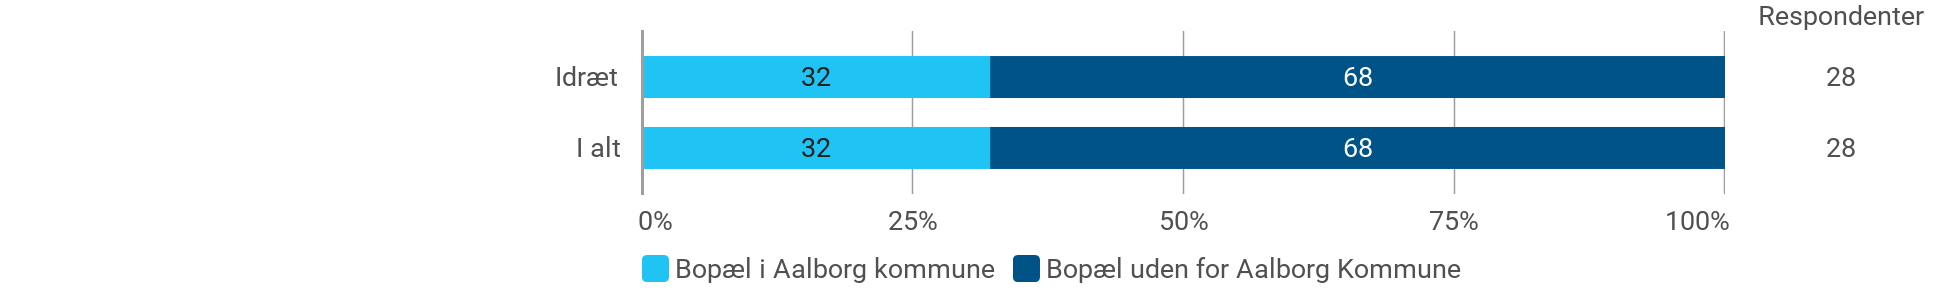 Respondenter
Idræt 32 68 28
I alt 32 68 28
0% 25% 50% 75% 100%
Bopæl i Aalborg kommune Bopæl uden for Aalborg Kommune